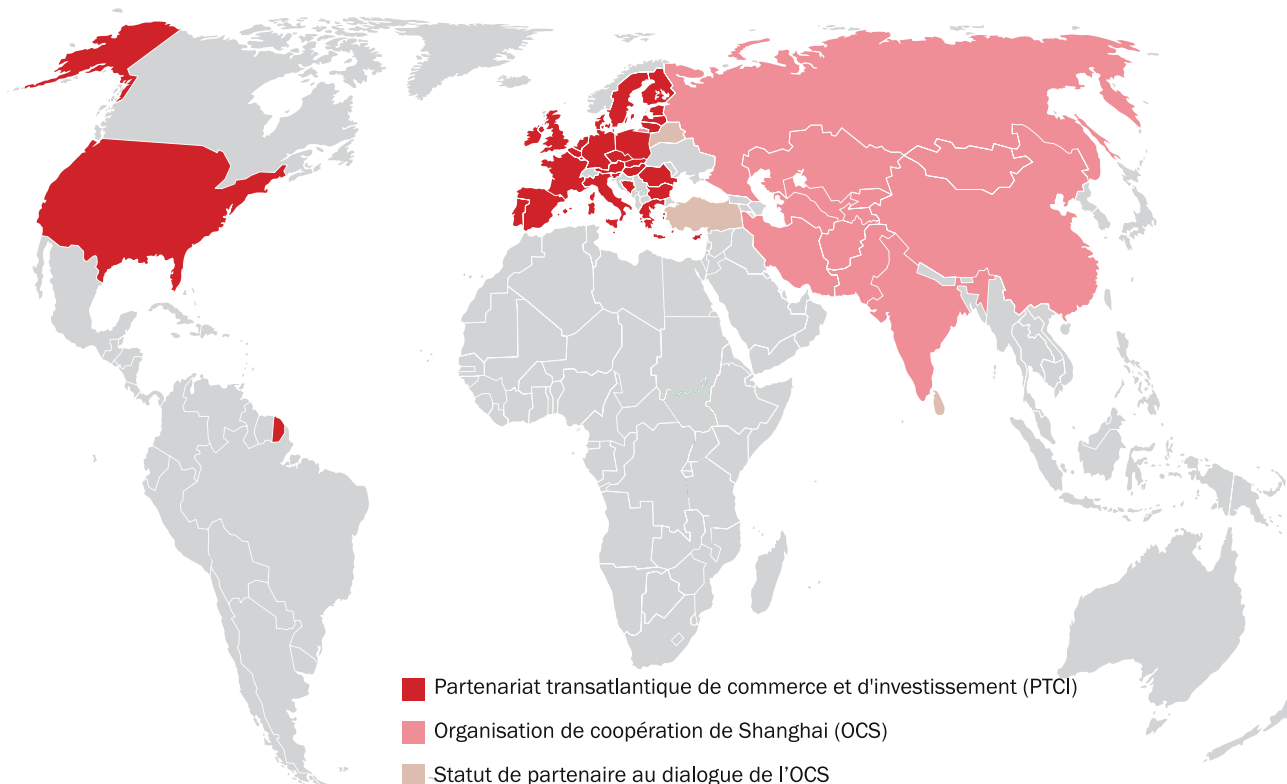 Partenariat transatlantique de commerce et d'investissement (PTCI)
Organisation de coopération de Shanghai (OCS)
Statut de partenaire au dialogue de l’OCS